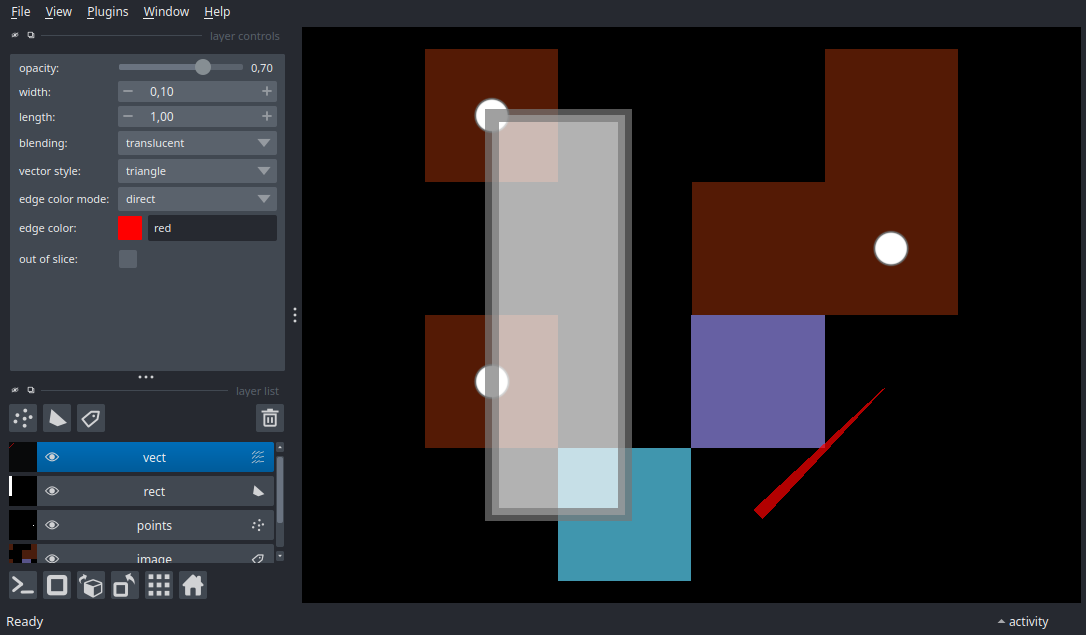 File View Plugins Window Help
layer controls
opacity: 0,70
width: 0,10
length: 1,00
blending: translucent
vector style: triangle
edge color mode: direct
edge color: red
out of slice:
layer list
vect
rect
points
image
Ready
activity